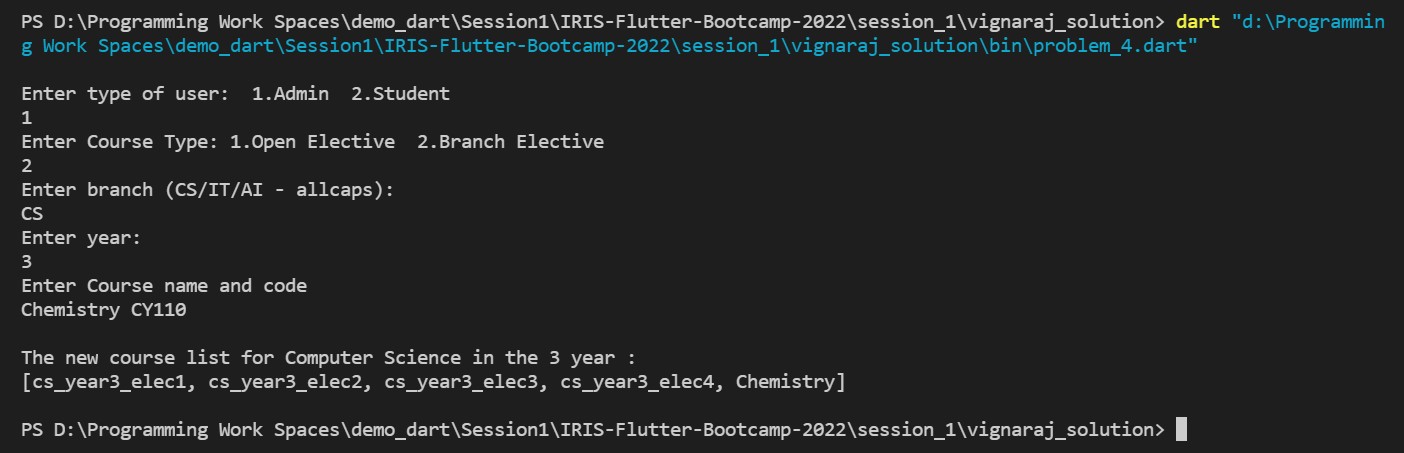 PS D:\Programming Work Spaces\demo_dart\Session1\IRIS-Flutter-Bootcamp-2022\session_1\vignaraj_solution> dart "d:\Programmin
g Work Spaces\demo_dart\Session1\IRIS-Flutter-Bootcamp-2022\session_1\vignaraj_solution\bin\problem_4.dart"
Enter type of user:  1.Admin  2.Student
1
Enter Course Type: 1.Open Elective  2.Branch Elective
2
Enter branch (CS/IT/AI - allcaps):
CS
Enter year:
3
Enter Course name and code
Chemistry CY110
The new course list for Computer Science in the 3 year :
[cs_year3_elec1, cs_year3_elec2, cs_year3_elec3, cs_year3_elec4, Chemistry]
PS D:\Programming Work Spaces\demo_dart\Session1\IRIS-Flutter-Bootcamp-2022\session_1\vignaraj_solution>